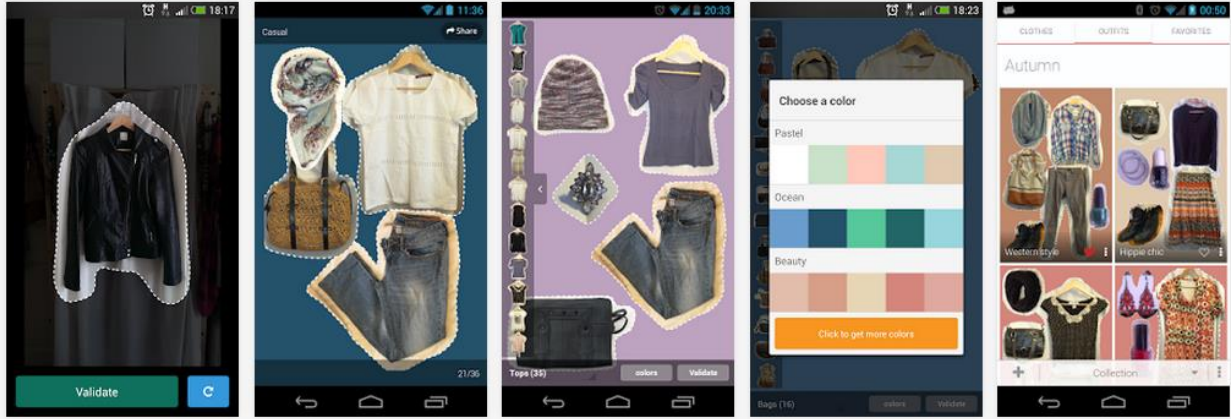 18:17
Validate
11:36
Casual
Share
21/36
20:33
Tops (35)
colors
Validate
18:23
Choose a color
Pastel
Ocean
Beauty
Click to get more colors
Bags (16)
colors
Validate
00:50
CLOTHES OUTFITS FAVORITES
Autumn
Western style
Hippie chic
Collection